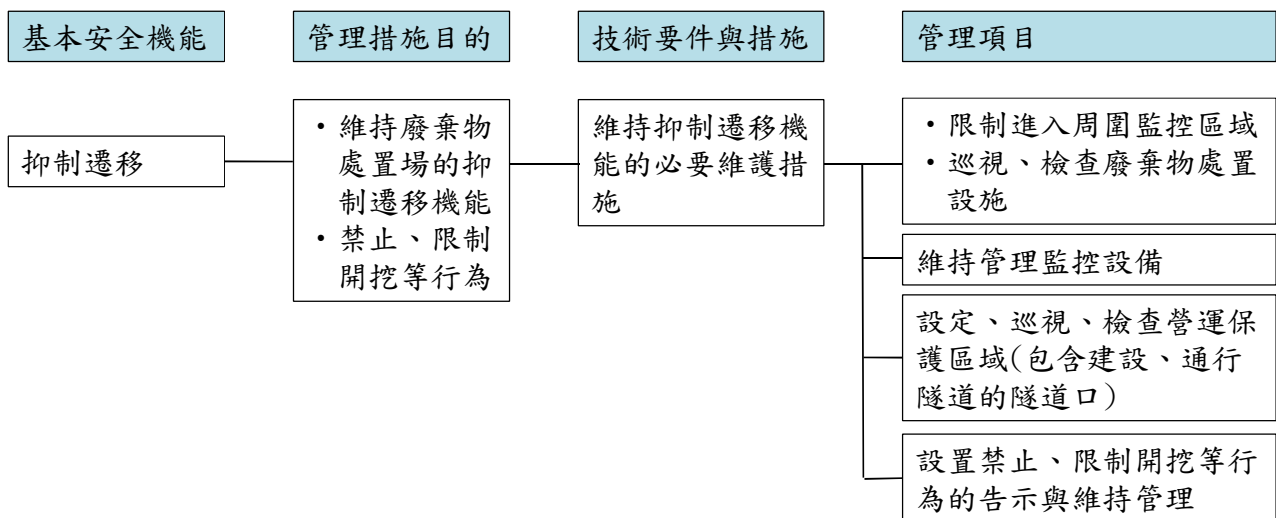 基本安全機能
管理措施目的
技術要件與措施
管理項目
抑制遷移
・維持廢棄物
處置場的抑
制遷移機能
・禁止、限制
開挖等行為
維持抑制遷移機
能的必要維護措
施
・限制進入周圍監控區域
・巡視、檢查廢棄物處置
設施
維持管理監控設備
設定、巡視、檢查營運保
護區域(包含建設、通行
隧道的隧道口)
設置禁止、限制開挖等行
為的告示與維持管理